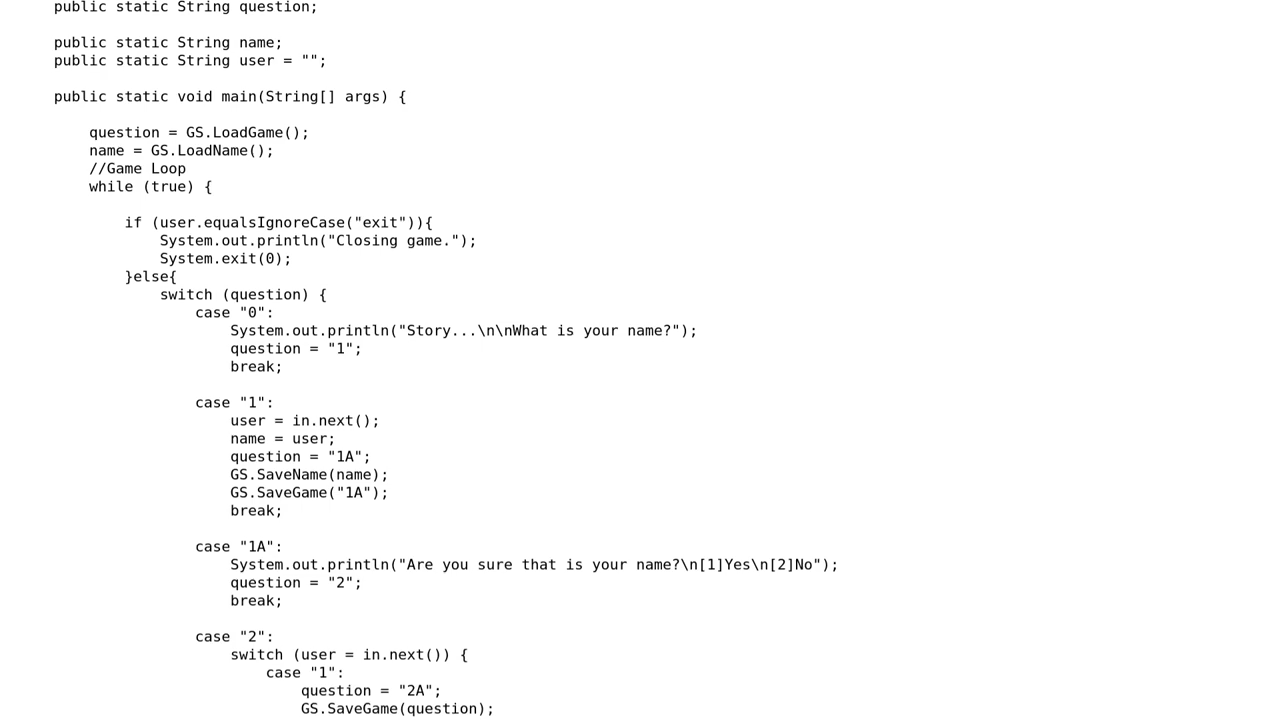 public static String question;
public static String name;
public static String user = "";
public static void main(String[] args) {
question = GS.LoadGame();
name = GS.LoadName();
//Game Loop
while (true) {
if (user.equalsIgnoreCase("exit")){
System.out.println("Closing game.");
System.exit(0);
}else{
switch (question) {
case "0":
System.out.println("Story...\n\nWhat is your name?");
question = "1";
break;
case "1":
user = in.next();
name = user;
question = "1A";
GS.SaveName(name);
GS.SaveGame("1A");
break;
case "1A":
System.out.println("Are you sure that is your name?\n[1]Yes\n[2]No");
question = "2";
break;
case "2":
switch (user = in.next()) {
case "1":
question = "2A";
GS.SaveGame(question);